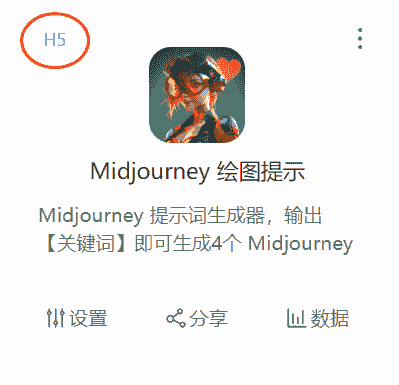 H5
Midjourney 绘图提示
Midjourney 提示词生成器，输出
【关键词】即可生成4个 Midjourney
设置 分享 数据